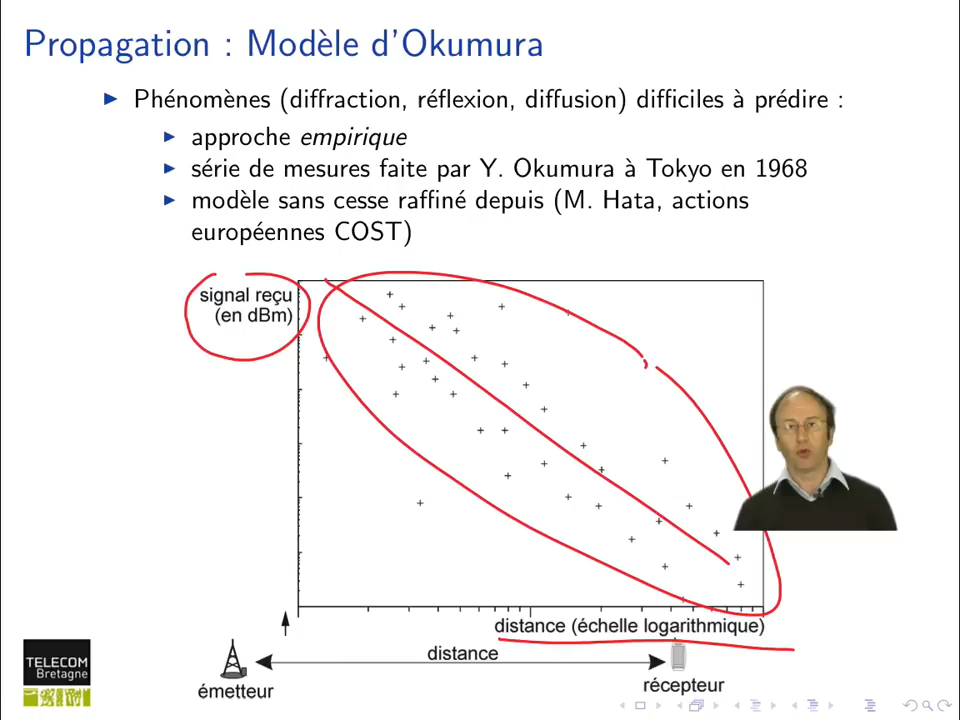 Propagation : Modèle d'Okumura
Phénomènes (diffraction, réflexion, diffusion) difficiles à prédire :
approche empirique
série de mesures faite par Y. Okumura à Tokyo en 1968
modèle sans cesse raffiné depuis (M. Hata, actions
européennes COST)
signal reçu
(en dBm)
distance (échelle logarithmique)
distance
émetteur
récepteur
TELECOM
Bretagne